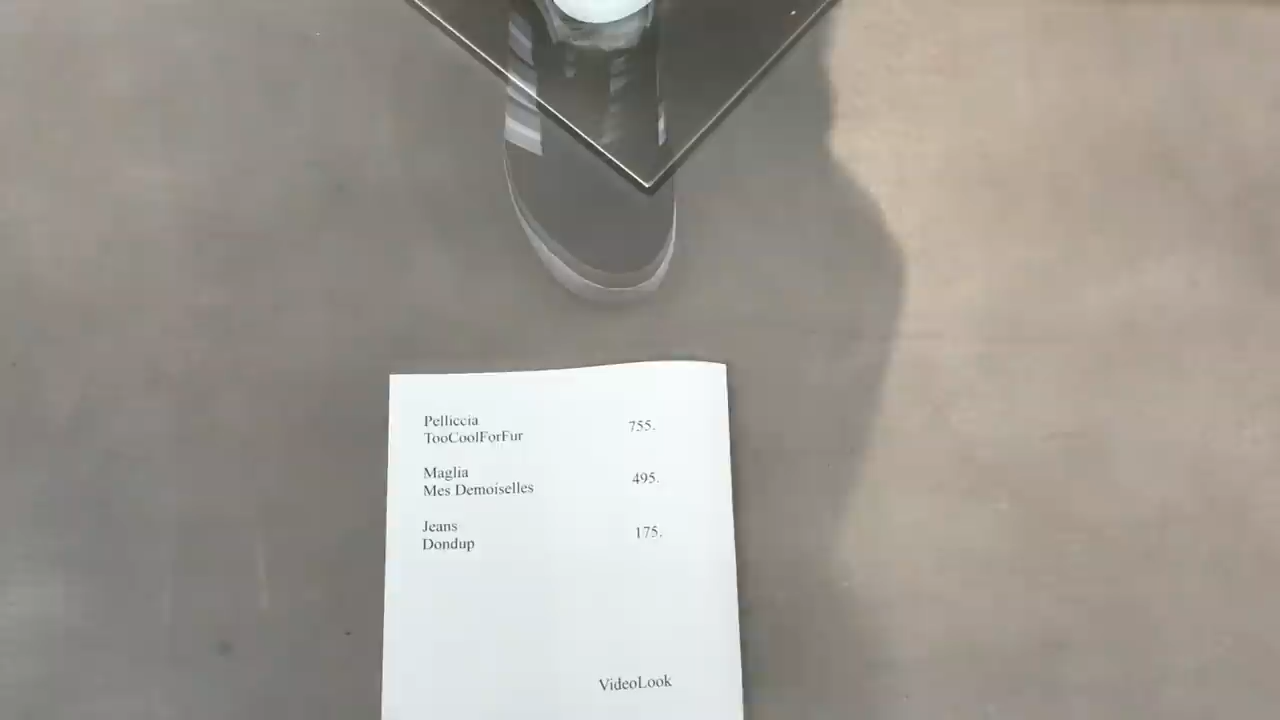 Pelliccia
TooCoolForFur 755.
Maglia
Mes Demoiselles 495.
Jeans
Dondup 175.
VideoLook